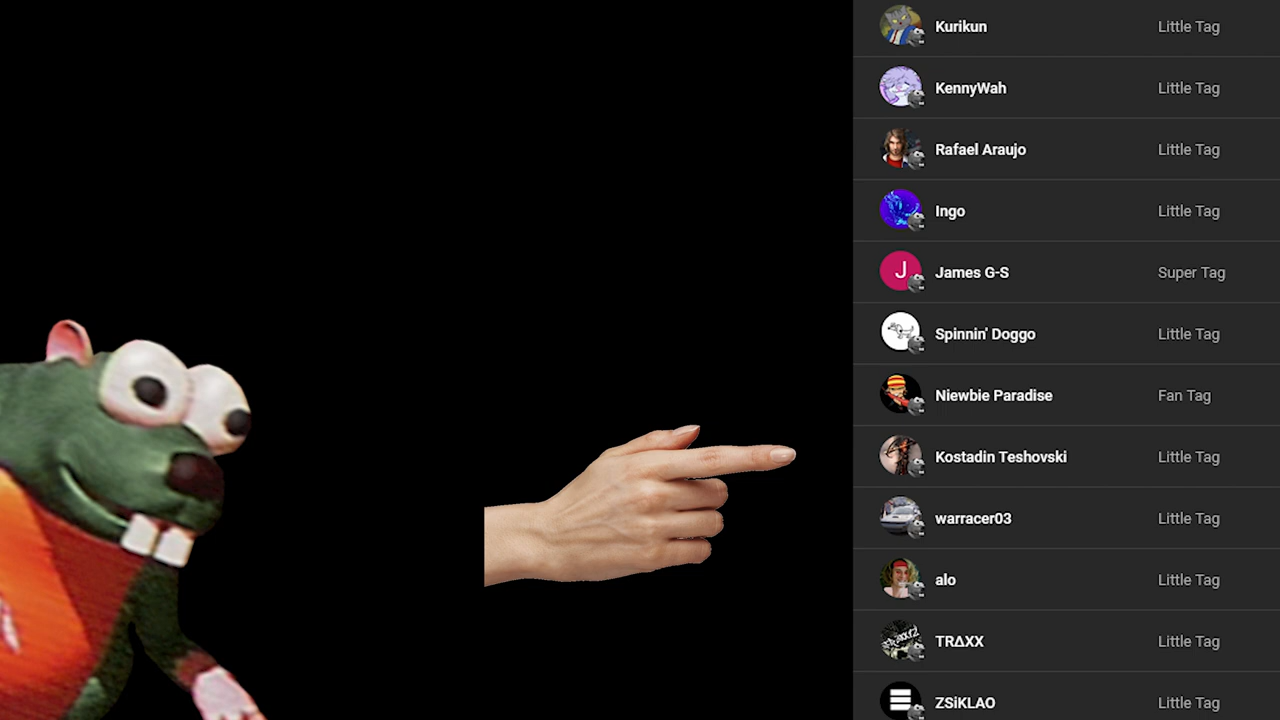 Kurikun Little Tag
KennyWah Little Tag
Rafael Araujo Little Tag
Ingo Little Tag
J James G-S Super Tag
Spinnin' Doggo Little Tag
Niewbie Paradise Fan Tag
Kostadin Teshovski Little Tag
warracer03 Little Tag
alo Little Tag
TRΔXX Little Tag
ZSiKLAO Little Tag